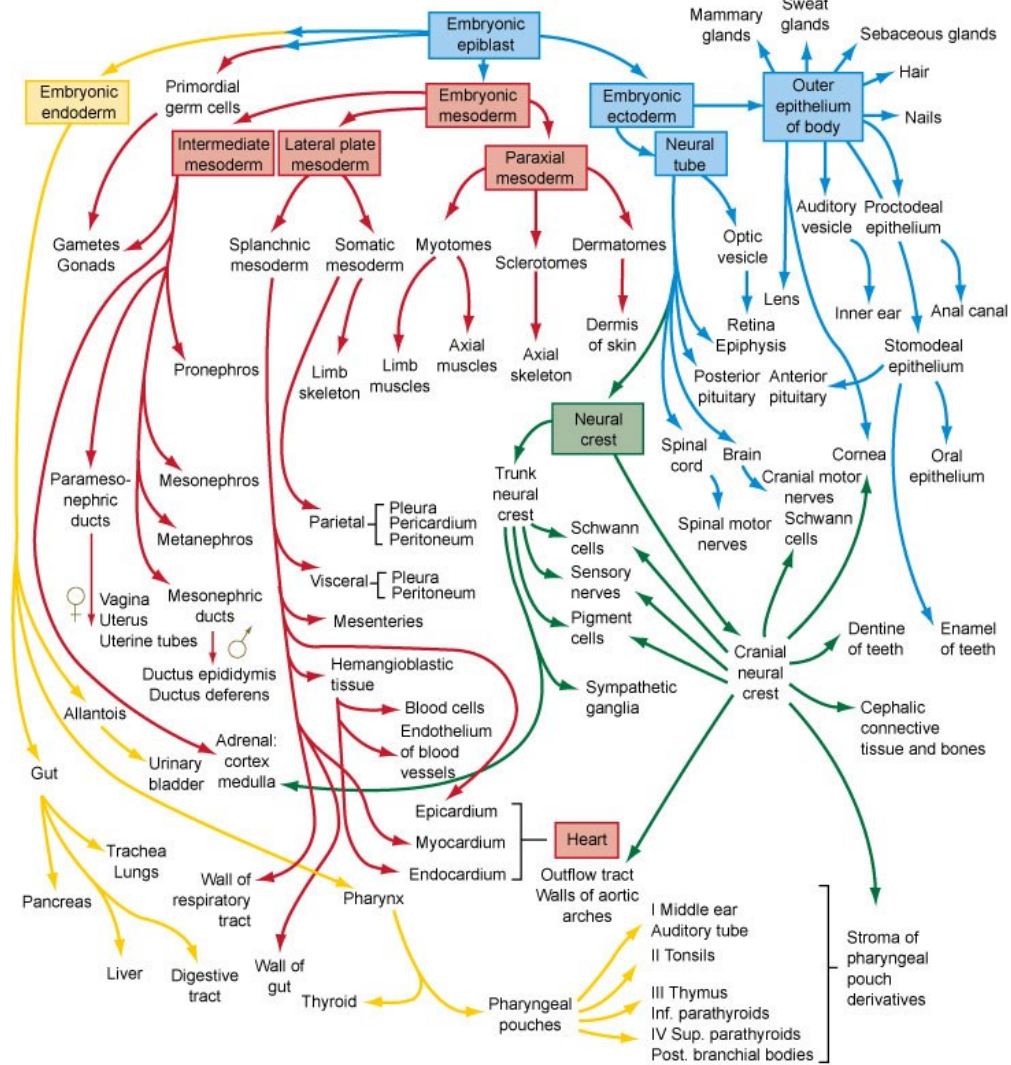 Embryonic
epiblast
Mammary
glands
Sweat
glands
Sebaceous glands
Hair
Nails
Outer
epithelium
of body
Embryonic
endoderm
Primordial
germ cells
Embryonic
mesoderm
Embryonic
ectoderm
Intermediate
mesoderm
Lateral plate
mesoderm
Paraxial
mesoderm
Neural
tube
Gametes
Gonads
Splanchnic
mesoderm
Somatic
mesoderm
Myotomes
Sclerotomes
Dermatomes
Optic
vesicle
Auditory
vesicle
Proctodeal
epithelium
Lens
Inner ear
Anal canal
Pronephros
Limb
skeleton
Limb
muscles
Axial
muscles
Axial
skeleton
Dermis
of skin
Retina
Epiphysis
Posterior
pituitary
Anterior
pituitary
Stomodeal
epithelium
Neural
crest
Spinal
cord
Brain
Cornea
Oral
epithelium
Cranial motor
nerves
Schwann
cells
Spinal motor
nerves
Parameso-
nephric
ducts
Mesonephros
Metanephros
Trunk
neural
crest
Parietal
Pleura
Pericardium
Peritoneum
Visceral
Pleura
Peritoneum
Schwann
cells
Sensory
nerves
Pigment
cells
♀
Vagina
Uterus
Uterine tubes
Mesonephric
ducts
♂
Ductus epididymis
Ductus deferens
Mesenteries
Hemangioblastic
tissue
Blood cells
Endothelium
of blood
vessels
Sympathetic
ganglia
Cranial
neural
crest
Dentine
of teeth
Enamel
of teeth
Cephalic
connective
tissue and bones
Allantois
Urinary
bladder
Adrenal:
cortex
medulla
Gut
Epicardium
Myocardium
Endocardium
Heart
Outflow tract
Walls of aortic
arches
Trachea
Lungs
Pancreas
Liver
Digestive
tract
Wall of
respiratory
tract
Wall of
gut
Pharynx
Thyroid
Pharyngeal
pouches
I Middle ear
Auditory tube
II Tonsils
III Thymus
Inf. parathyroids
IV Sup. parathyroids
Post. branchial bodies
Stroma of
pharyngeal
pouch
derivatives